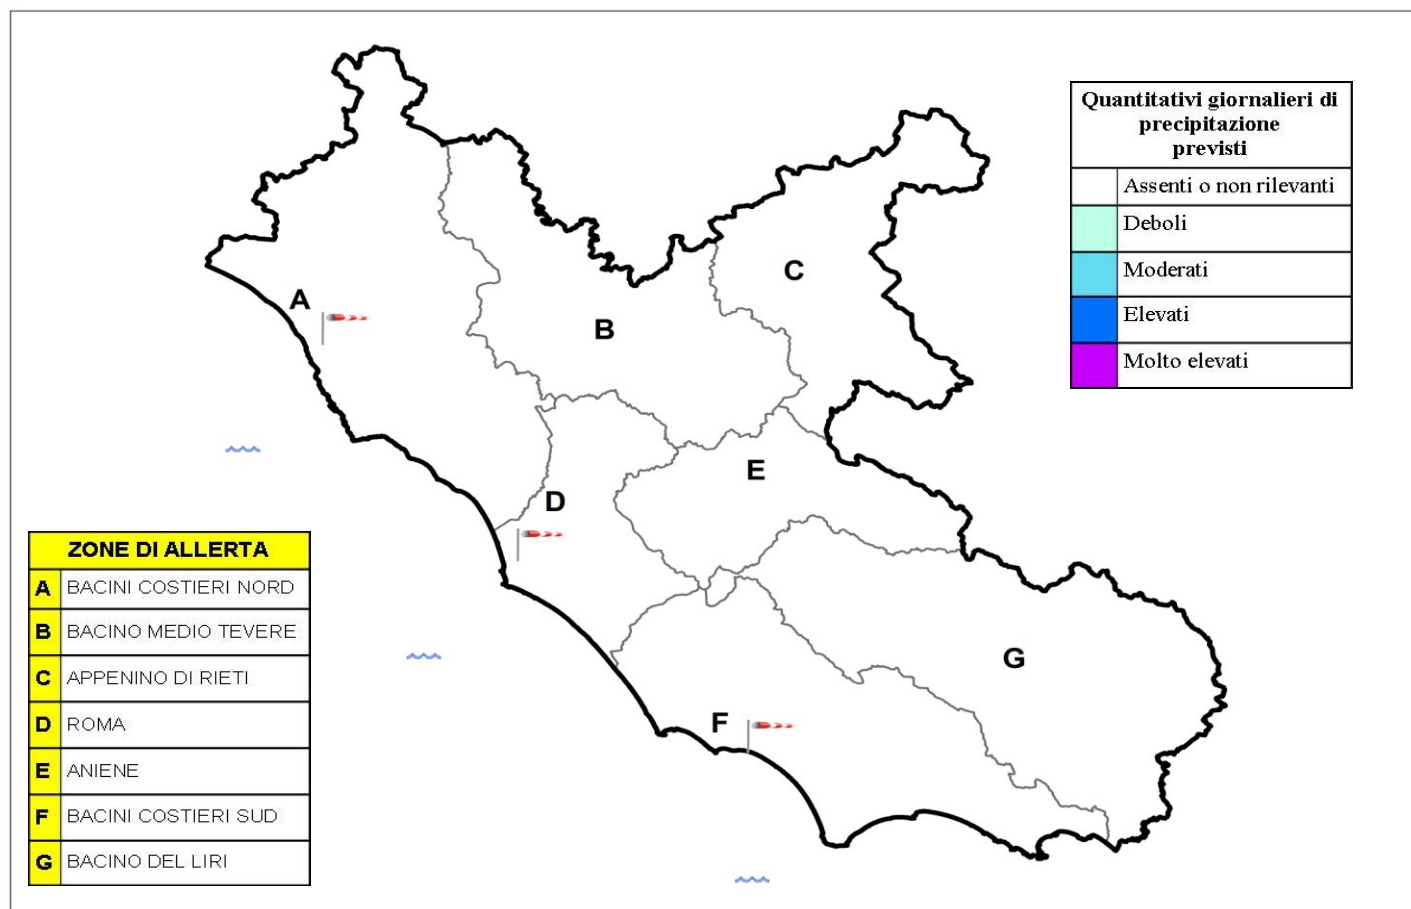 Quantitativi giornalieri di
precipitazione
previsti
Assenti o non rilevanti
Deboli
Moderati
Elevati
Molto elevati
A
B
C
D
E
F
G
ZONE DI ALLERTA
A BACINI COSTIERI NORD
B BACINO MEDIO TEVERE
C APPENINO DI RIETI
D ROMA
E ANIENE
F BACINI COSTIERI SUD
G BACINO DEL LIRI